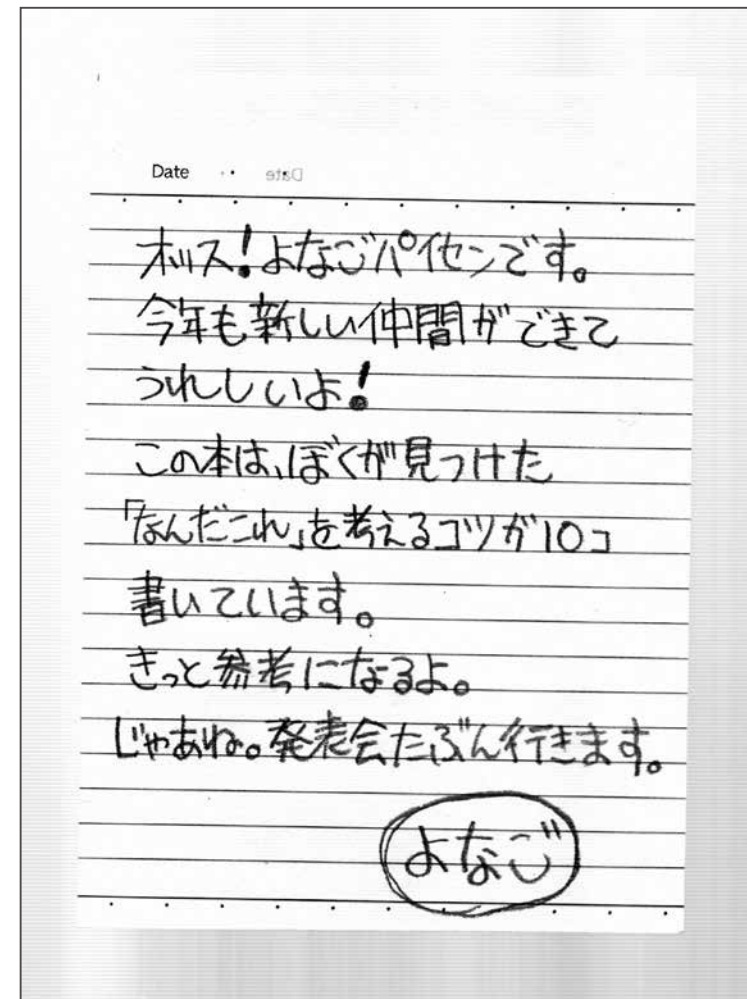 Date
オッス!よなごパイセンです。
今年も新しい仲間ができて
うれしいよ!
この本は、ぼくが見つけた
「なんだこれ」を考えるコツが10コ
書いています。
きっと参考になるよ。
じゃあね。発表会たぶん行きます。
よなご